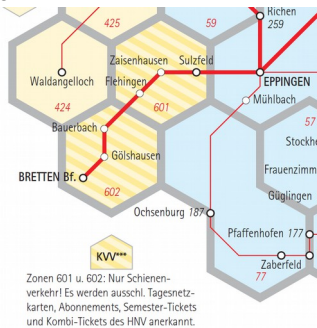 425
59
Richen
259
Zaisenhausen
Sulzfeld
Waldangelloch
Flehingen
EPPINGEN
Mühlbach
424
601
Bauerbach
57
Gölshausen
Frauenzimm
BRETTEN Bf.
Güglingen
602
Ochsenburg 187
Pfaffenhofen 177
KVV***
Zaberfeld
77
Zonen 601 u. 602: Nur Schienen-
verkehr! Es werden ausschl. Tagesnetz-
karten, Abonnements, Semester-Tickets
und Kombi-Tickets des HNV anerkannt.